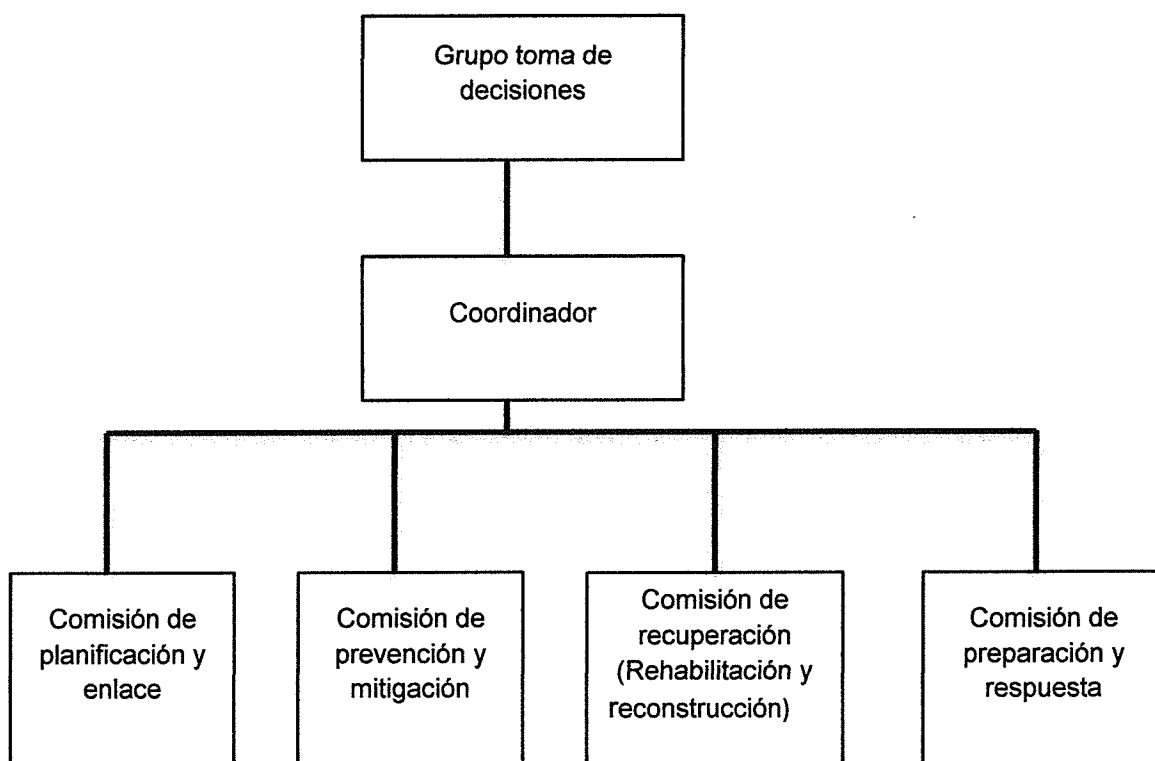 Grupo toma de
decisiones
Coordinador
Comisión de
planificación y
enlace
Comisión de
prevención y
mitigación
Comisión de
recuperación
(Rehabilitación y
reconstrucción)
Comisión de
preparación y
respuesta